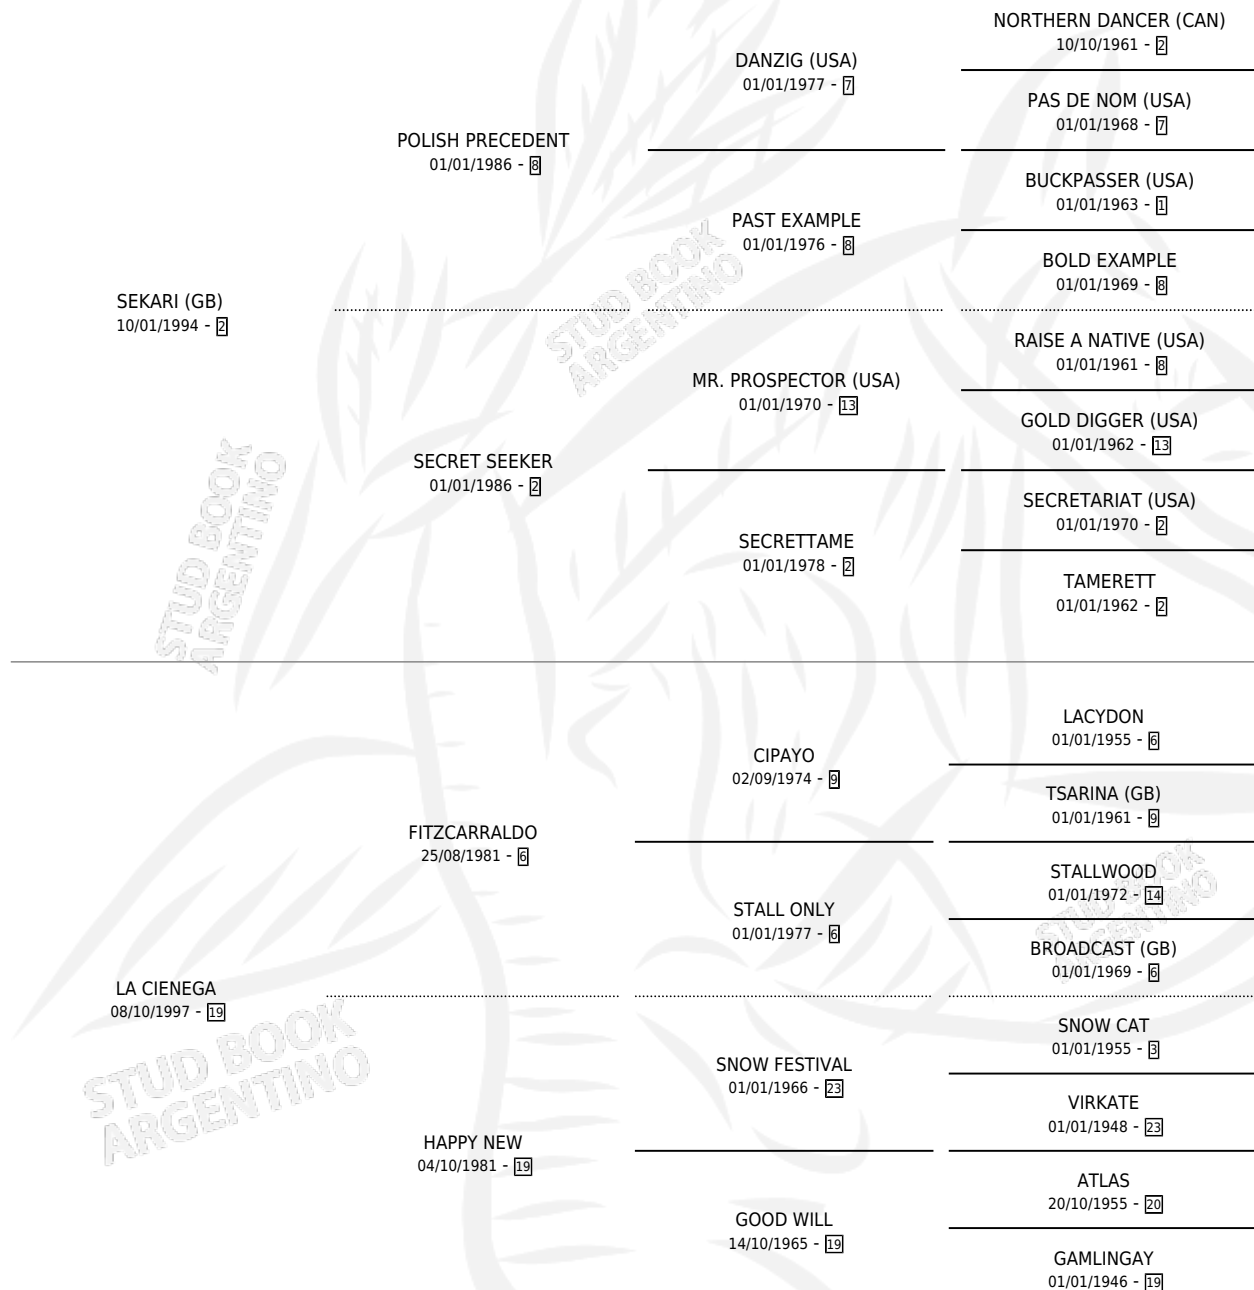 NORTHERN DANCER (CAN)
10/10/1961 - 2
DANZIG (USA)
01/01/1977 - 7
PAS DE NOM (USA)
01/01/1968 - 7
POLISH PRECEDENT
01/01/1986 - 8
BUCKPASSER (USA)
01/01/1963 - 1
PAST EXAMPLE
01/01/1976 - 8
BOLD EXAMPLE
01/01/1969 - 8
SEKARI (GB)
10/01/1994 - 2
RAISE A NATIVE (USA)
01/01/1961 - 8
MR. PROSPECTOR (USA)
01/01/1970 - 13
GOLD DIGGER (USA)
01/01/1962 - 13
SECRET SEEKER
01/01/1986 - 2
SECRETARIAT (USA)
01/01/1970 - 2
SECRETTAME
01/01/1978 - 2
TAMERETT
01/01/1962 - 2
LACYDON
01/01/1955 - 6
CIPAYO
02/09/1974 - 9
TSARINA (GB)
01/01/1961 - 9
FITZCARRALDO
25/08/1981 - 6
STALLWOOD
01/01/1972 - 14
STALL ONLY
01/01/1977 - 6
BROADCAST (GB)
01/01/1969 - 6
LA CIENEGA
08/10/1997 - 19
SNOW CAT
01/01/1955 - 3
SNOW FESTIVAL
01/01/1966 - 23
VIRKATE
01/01/1948 - 23
HAPPY NEW
04/10/1981 - 19
ATLAS
20/10/1955 - 20
GOOD WILL
14/10/1965 - 19
GAMLINGAY
01/01/1946 - 19
STUD BOOK
ARGENTINO
STUD BOOK
ARGENTINO
STUD BOOK
ARGENTINO
STUD BOOK
ARGENTINO